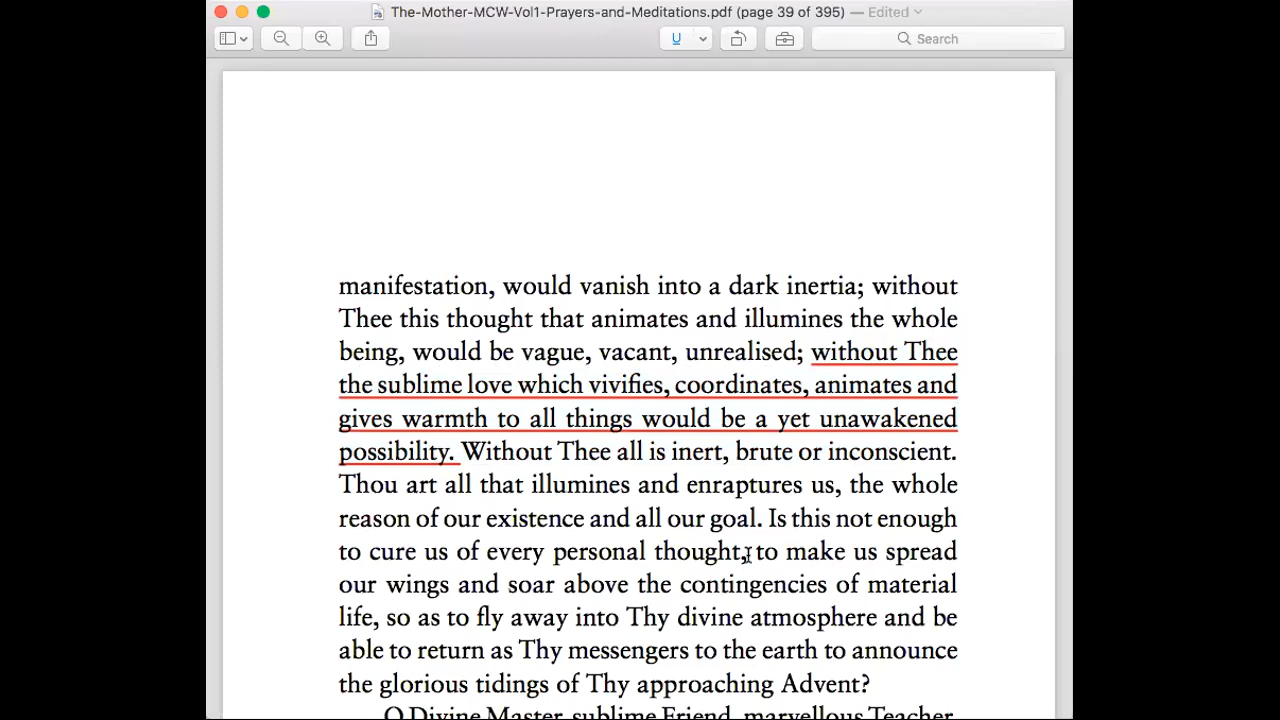 The-Mother-MCW-Vol1-Prayers-and-Meditations.pdf (page 39 of 395) — Edited
U
Search
manifestation, would vanish into a dark inertia; without
Thee this thought that animates and illumines the whole
being, would be vague, vacant, unrealised; without Thee
the sublime love which vivifies, coordinates, animates and
gives warmth to all things would be a yet unawakened
possibility. Without Thee all is inert, brute or inconscient.
Thou art all that illumines and enraptures us, the whole
reason of our existence and all our goal. Is this not enough
to cure us of every personal thought, to make us spread
our wings and soar above the contingencies of material
life, so as to fly away into Thy divine atmosphere and be
able to return as Thy messengers to the earth to announce
the glorious tidings of Thy approaching Advent?
O Divine Master, sublime Friend, marvellous Teacher,